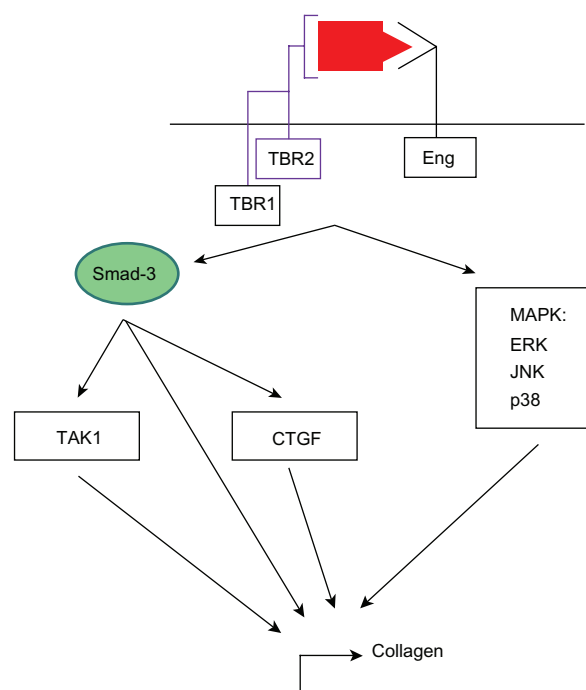 TBR2
Eng
TBR1
Smad-3
MAPK:
ERK
JNK
p38
TAK1
CTGF
Collagen